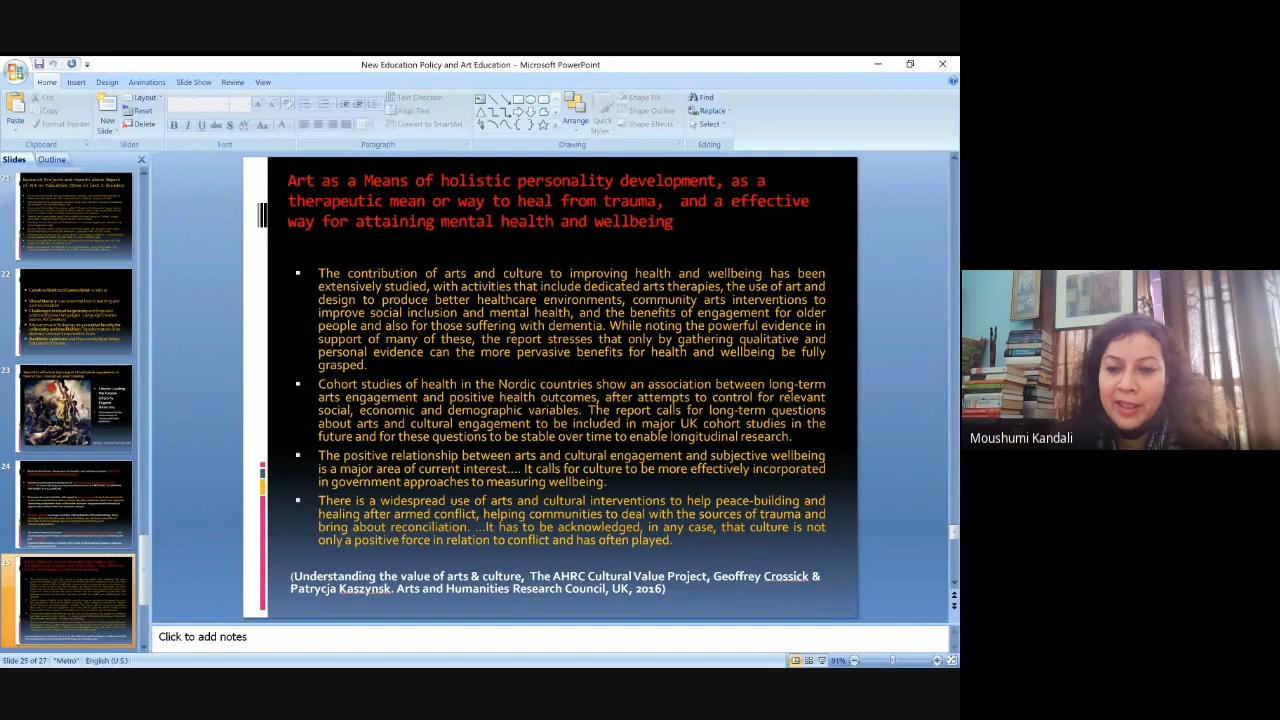 New Education Policy and Art Education - Microsoft PowerPoint
Home Insert Design Animations Slide Show Review View
Cut
Copy
Format Painter
Paste
Clipboard
New
Slide
Layout
Reset
Delete
Slides
Font
Text Direction
Align Text
Convert to SmartArt
Paragraph
Arrange
Quick
Styles
Shape Fill
Shape Outline
Shape Effects
Drawing
Find
Replace
Select
Editing
Slides Outline
21
22
23
24
25
Art as a Means of holistic personality development, as a
therapeutic mean or way to heal from trauma, and a effective
way for attaining mental health and wellbeing
The contribution of arts and culture to improving health and wellbeing has been
extensively studied, with activities that include dedicated arts therapies, the use of art and
design to produce better healthcare environments, community arts interventions to
improve social inclusion and mental health, and the benefits of engagement for older
people and also for those suffering with dementia. While noting the powerful evidence in
support of many of these, the report stresses that only by gathering qualitative and
personal evidence can the more pervasive benefits for health and wellbeing be fully
grasped.
Cohort studies of health in the Nordic countries show an association between long-term
arts engagement and positive health outcomes, after attempts to control for relevant
social, economic and demographic variables. The report calls for long-term questions
about arts and cultural engagement to be included in major UK cohort studies in the
future and for these questions to be stable over time to enable longitudinal research.
The positive relationship between arts and cultural engagement and subjective wellbeing
is a major area of current interest.... It calls for culture to be more effectively incorporated
in government approaches to measuring wellbeing.
There is a widespread use of arts and cultural interventions to help peace-building and
healing after armed conflict, helping communities to deal with the sources of trauma and
bring about reconciliation. ...It has to be acknowledged, in any case, that culture is not
only a positive force in relation to conflict and has often played.
(Understanding the value of arts & culture, The AHRC Cultural Value Project, Geoffrey Crossick &
Patrycja Kaszynsk. Arts and Humanities Research Council, UK, 2016)
Click to add notes
Slide 25 of 27 "Metro" English (U.S.) 91%
Moushumi Kandali